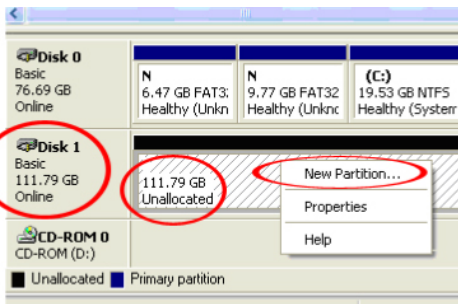 Disk 0
Basic
76.69 GB
Online
N
6.47 GB FAT3:
Healthy (Unkn
N
9.77 GB FAT32
Healthy (Unknc
(C:)
19.53 GB NTFS
Healthy (System
Disk 1
Basic
111.79 GB
Online
111.79 GB
Unallocated
New Partition...
Properties
Help
CD-ROM 0
CD-ROM (D:)
Unallocated Primary partition